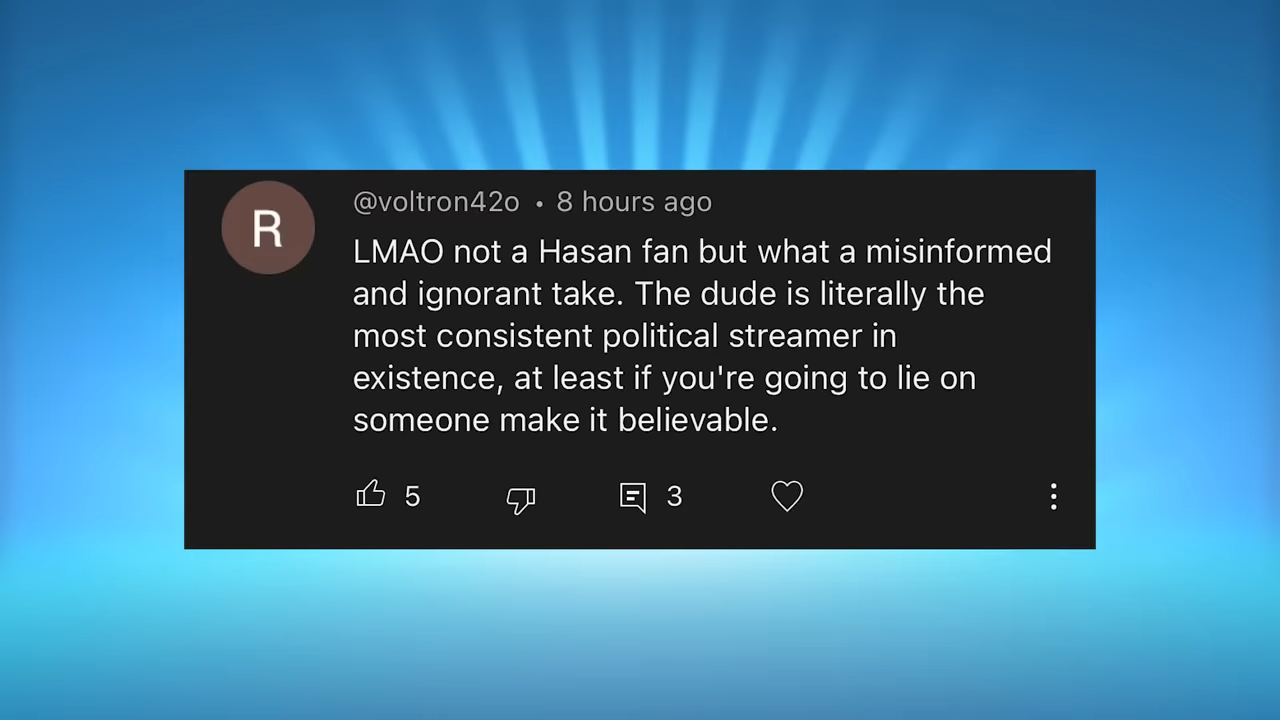 R
@voltron42o • 8 hours ago
LMAO not a Hasan fan but what a misinformed
and ignorant take. The dude is literally the
most consistent political streamer in
existence, at least if you're going to lie on
someone make it believable.
5 3